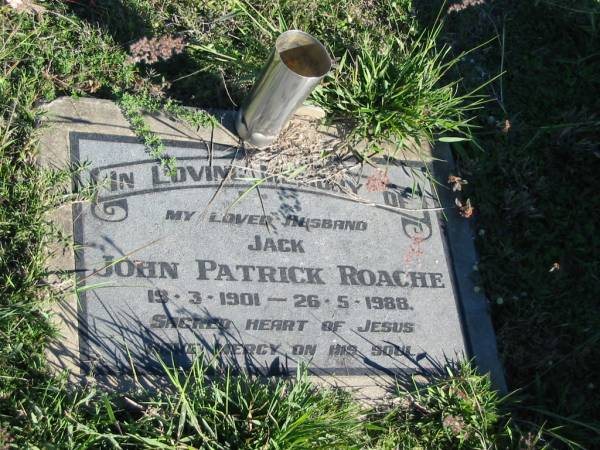 IN LOVING MEMORY OF
MY LOVED HUSBAND
JACK
JOHN PATRICK ROACHE
19·3·1901 — 26·5·1988.
SACRED HEART OF JESUS
MERCY ON HIS SOUL